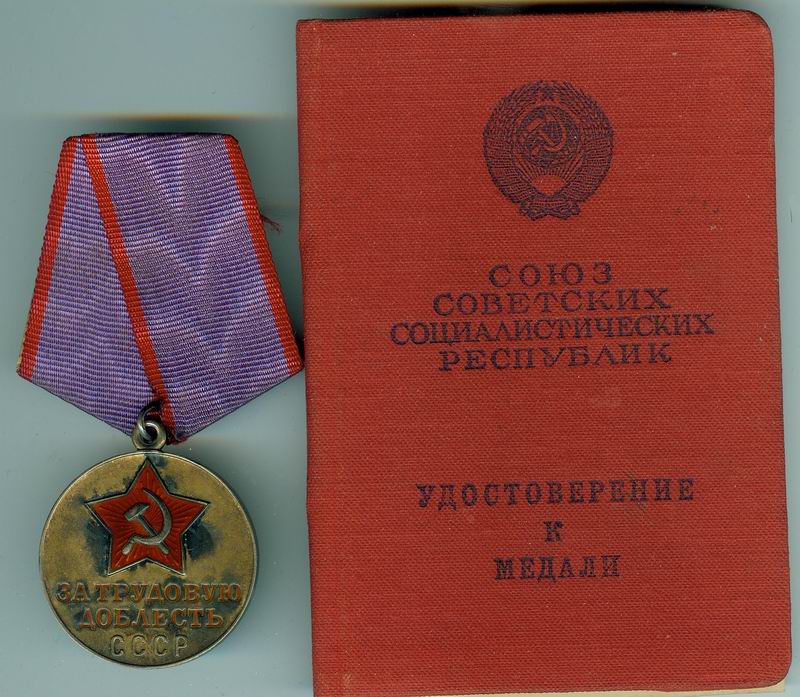 ЗА ТРУДОВУЮ
ДОБЛЕСТЬ
СССР
СОЮЗ
СОВЕТСКИХ
СОЦИАЛИСТИЧЕСКИХ
РЕСПУБЛИК
УДОСТОВЕРЕНИЕ
К
МЕДАЛИ